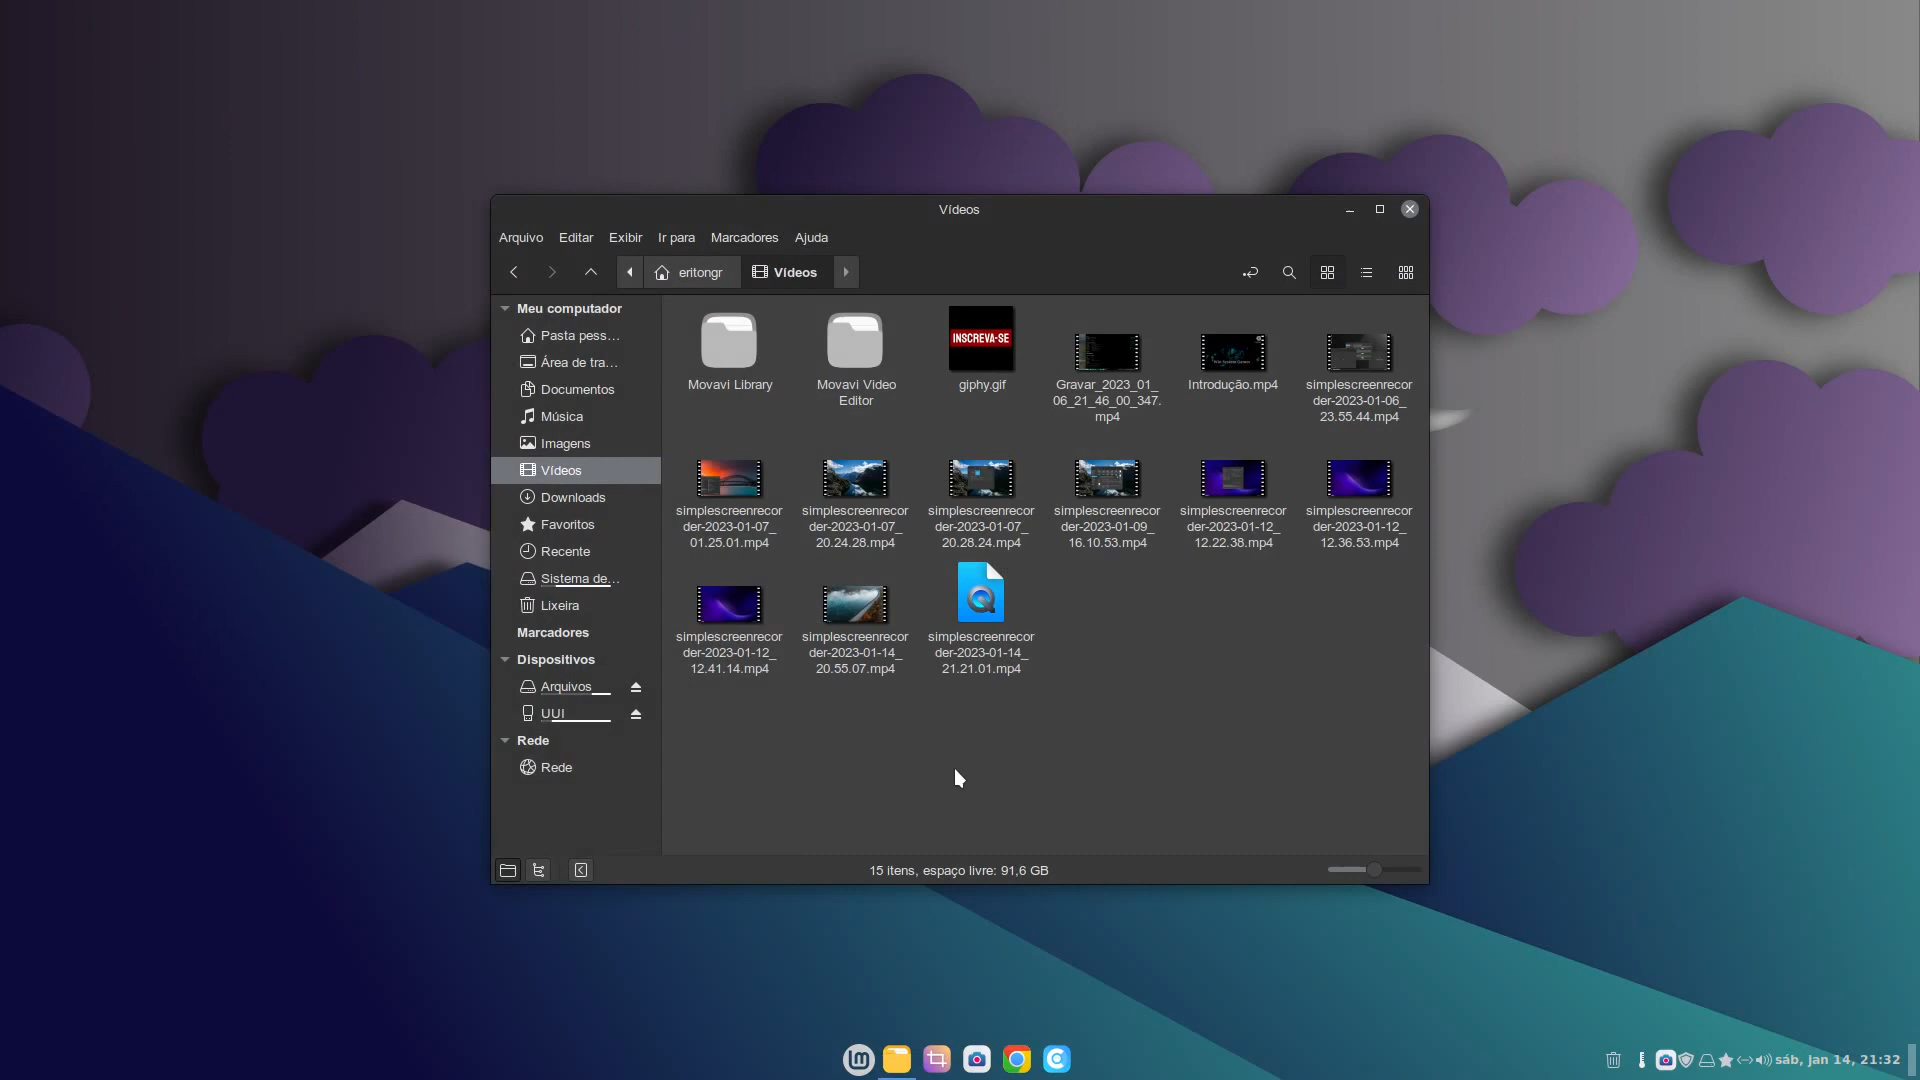 Vídeos
Arquivo Editar Exibir Ir para Marcadores Ajuda
eritongr Vídeos
Meu computador
Pasta pess...
Área de tra...
Documentos
Música
Imagens
Vídeos
Downloads
Favoritos
Recente
Sistema de...
Lixeira
Marcadores
Dispositivos
Arquivos
UUI
Rede
Rede
Movavi Library
Movavi Video
Editor
INSCREVA-SE
giphy.gif
Gravar_2023_01_
06_21_46_00_347.
mp4
Introdução.mp4
simplescreenrecor
der-2023-01-06_
23.55.44.mp4
simplescreenrecor
der-2023-01-07_
01.25.01.mp4
simplescreenrecor
der-2023-01-07_
20.24.28.mp4
simplescreenrecor
der-2023-01-07_
20.28.24.mp4
simplescreenrecor
der-2023-01-09_
16.10.53.mp4
simplescreenrecor
der-2023-01-12_
12.22.38.mp4
simplescreenrecor
der-2023-01-12_
12.36.53.mp4
simplescreenrecor
der-2023-01-12_
12.41.14.mp4
simplescreenrecor
der-2023-01-14_
20.55.07.mp4
simplescreenrecor
der-2023-01-14_
21.21.01.mp4
15 itens, espaço livre: 91,6 GB
sáb, jan 14, 21:32